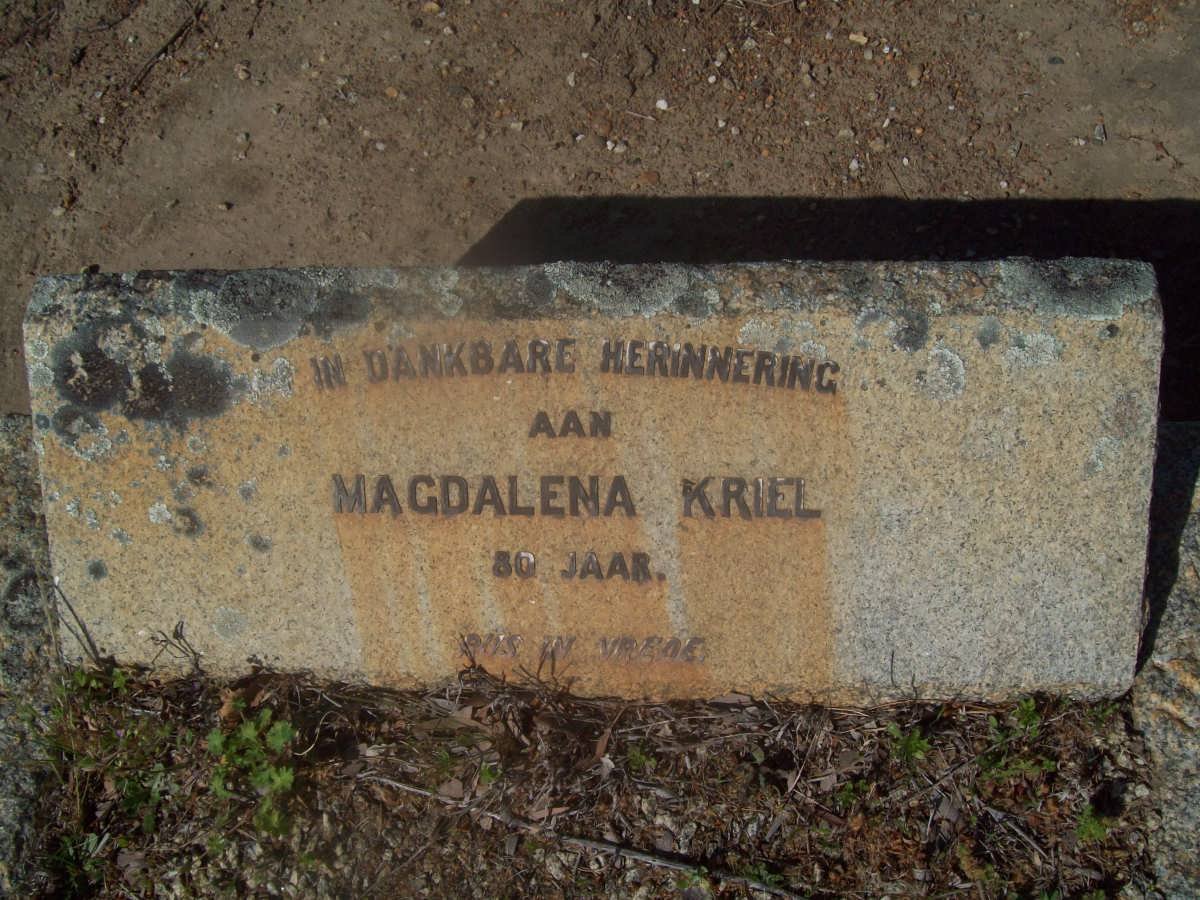 IN DANKBARE HERINNERING
AAN
MAGDALENA KRIEL
80 JAAR.
RUS IN VREDE.